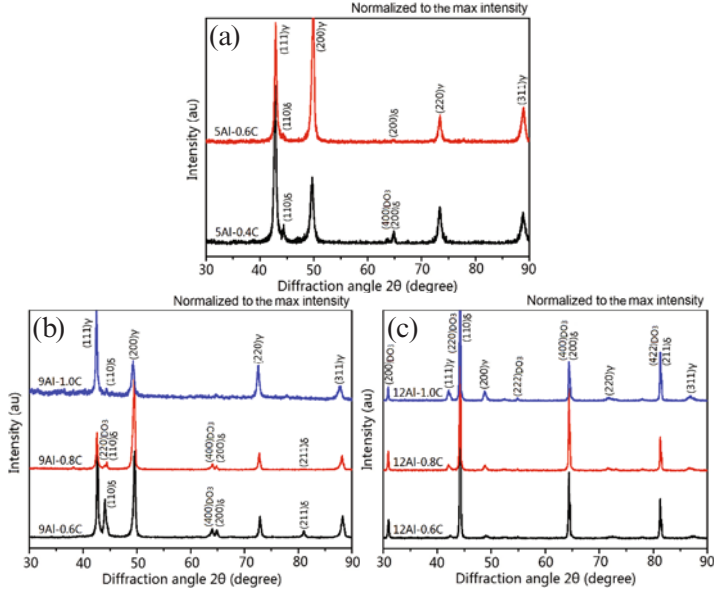 Normalized to the max intensity
(a)
(111)γ
(110)δ
(200)γ
(200)δ
(220)γ
(311)γ
5Al-0.6C
(110)δ
(400)DO3
(200)δ
5Al-0.4C
Intensity (au)
30 40 50 60 70 80 90
Diffraction angle 2θ (degree)
Normalized to the max intensity
(b)
(111)γ
(110)δ
(200)γ
(220)γ
(311)γ
9Al-1.0C
(220)DO3
(110)δ
(400)DO3
(200)δ
(211)δ
9Al-0.8C
(110)δ
(400)DO3
(200)δ
(211)δ
9Al-0.6C
Intensity (au)
30 40 50 60 70 80 90
Diffraction angle 2θ (degree)
Normalized to the max intensity
(c)
(200)DO3
(111)γ
(220)DO3
(110)δ
(200)γ
(222)DO3
(400)DO3
(200)δ
(220)γ
(422)DO3
(211)δ
(311)γ
12Al-1.0C
12Al-0.8C
12Al-0.6C
Intensity (au)
30 40 50 60 70 80 90
Diffraction angle 2θ (degree)